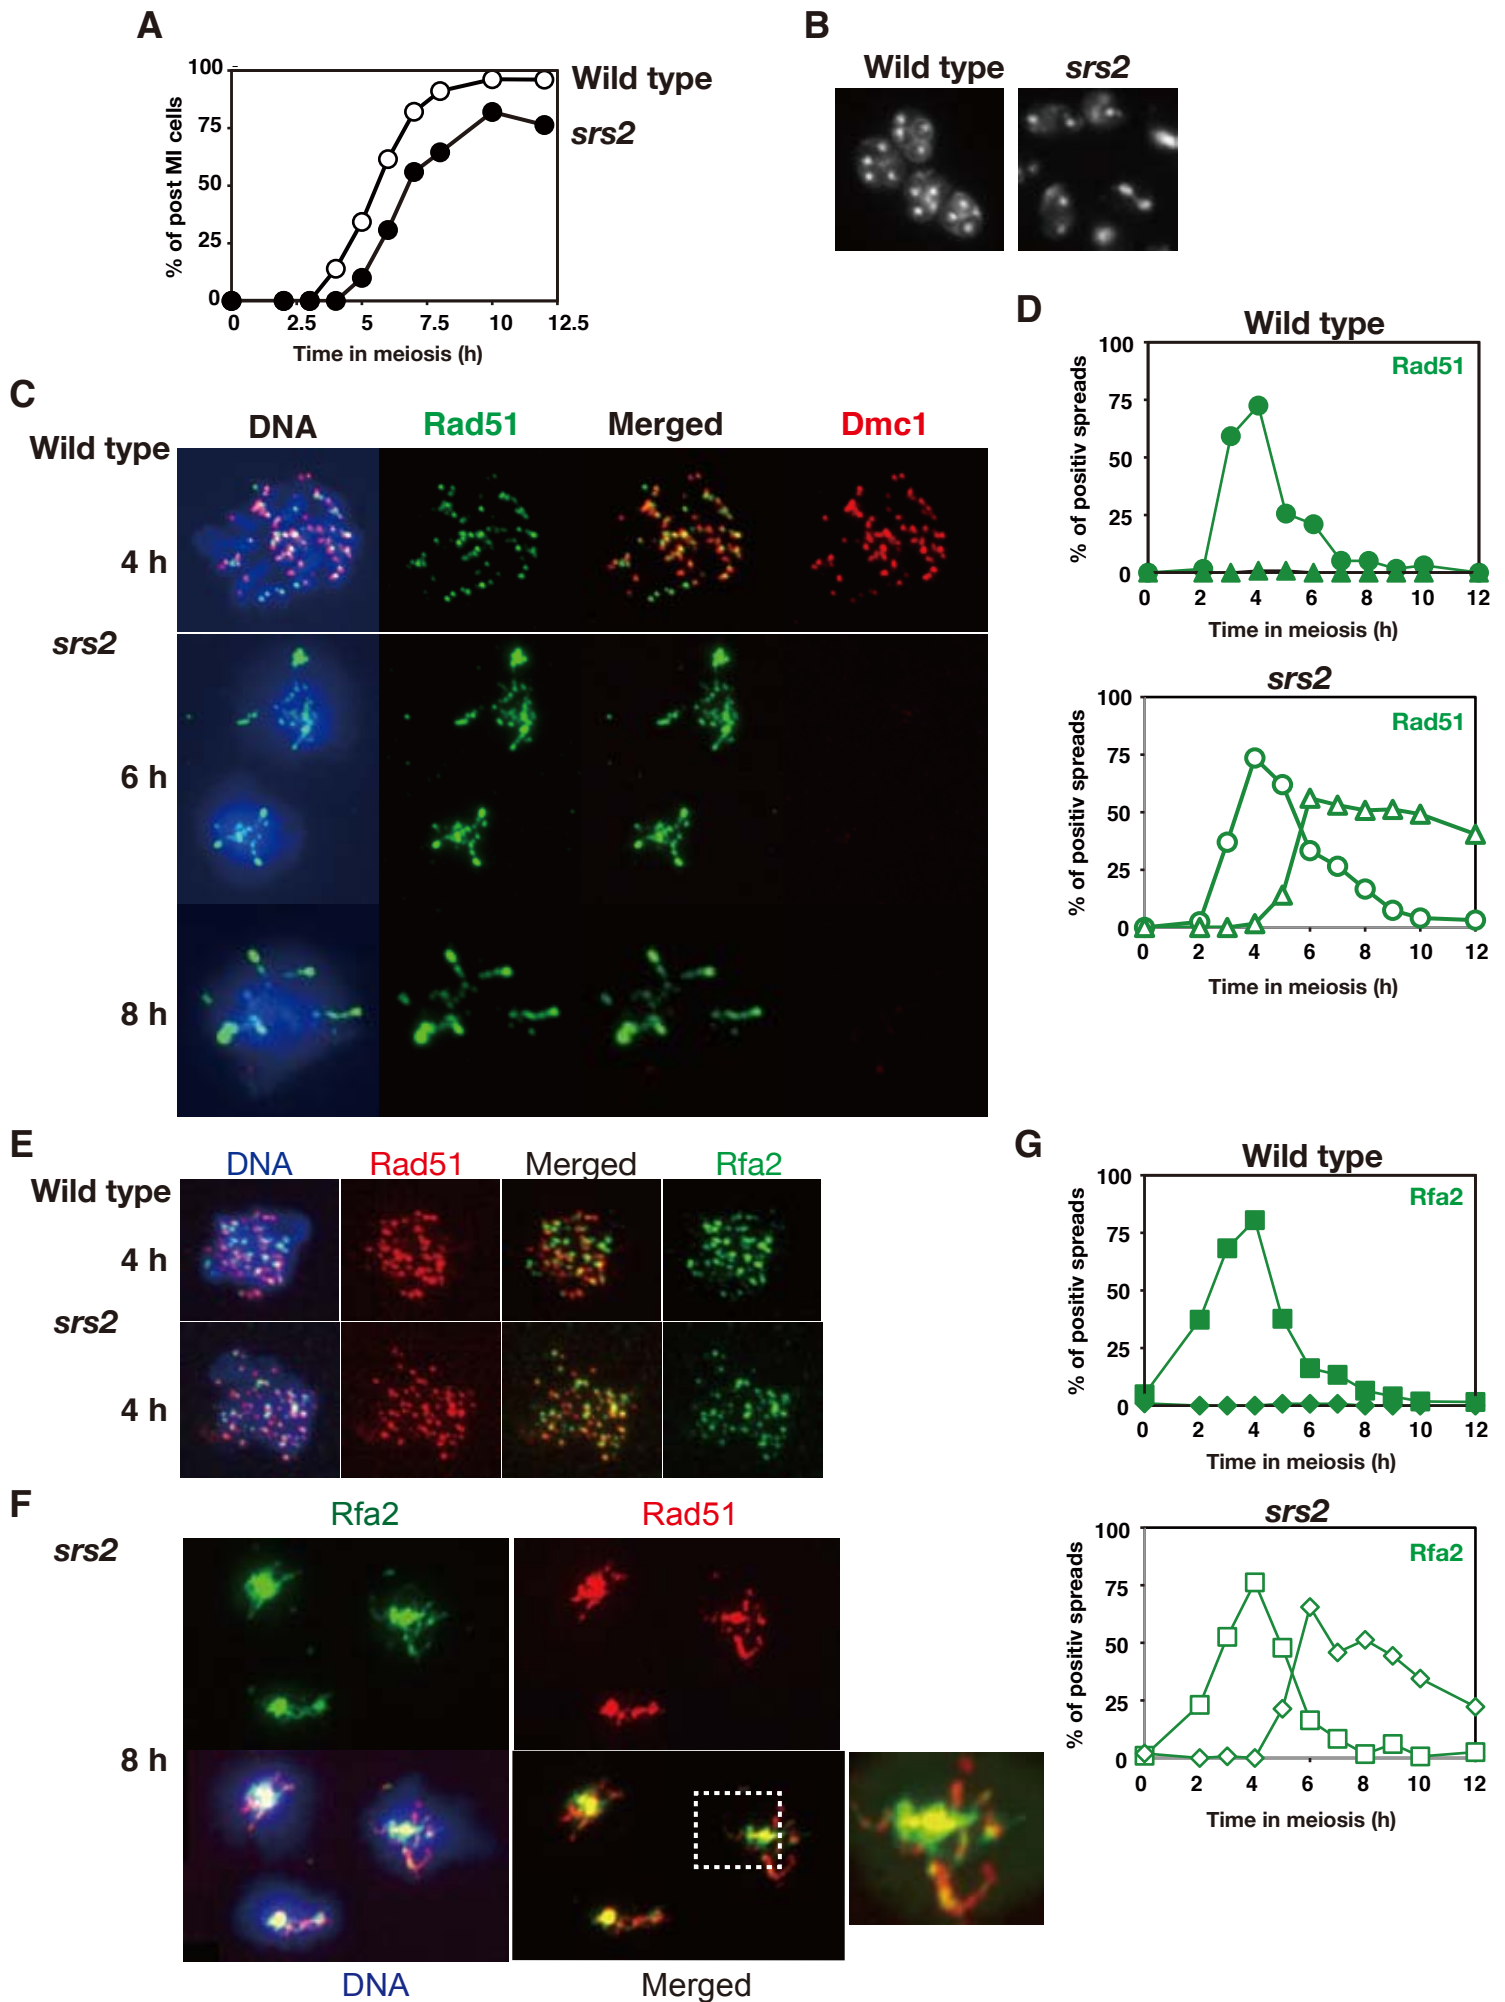 A
100
75
50
25
0
% of post MI cells
0 2.5 5 7.5 10 12.5
Time in meiosis (h)
Wild type
srs2
B
Wild type srs2
C
DNA Rad51 Merged Dmc1
Wild type
4 h
srs2
6 h
8 h
D
Wild type
Rad51
100
75
50
25
0
% of positiv spreads
0 2 4 6 8 10 12
Time in meiosis (h)
srs2
Rad51
100
75
50
25
0
% of positiv spreads
0 2 4 6 8 10 12
Time in meiosis (h)
E
DNA Rad51 Merged Rfa2
Wild type
4 h
srs2
4 h
F
Rfa2 Rad51
srs2
8 h
DNA Merged
G
Wild type
Rfa2
100
75
50
25
0
% of positiv spreads
0 2 4 6 8 10 12
Time in meiosis (h)
srs2
Rfa2
100
75
50
25
0
% of positiv spreads
0 2 4 6 8 10 12
Time in meiosis (h)